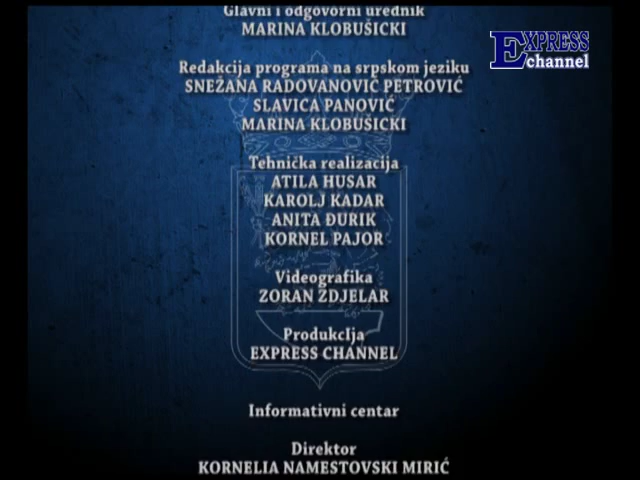 Glavni i odgovorni urednik
MARINA KLOBUŠICKI
EXPRESS
channel
Redakcija programa na srpskom jeziku
SNEŽANA RADOVANOVIĆ PETROVIĆ
SLAVICA PANOVIĆ
MARINA KLOBUŠICKI
Tehnička realizacija
ATILA HUSAR
KAROLJ KADAR
ANITA ĐURIK
KORNEL PAJOR
Videografika
ZORAN ZDJELAR
ProdukcIja
EXPRESS CHANNEL
Informativni centar
Direktor
KORNELIA NAMESTOVSKI MIRIĆ